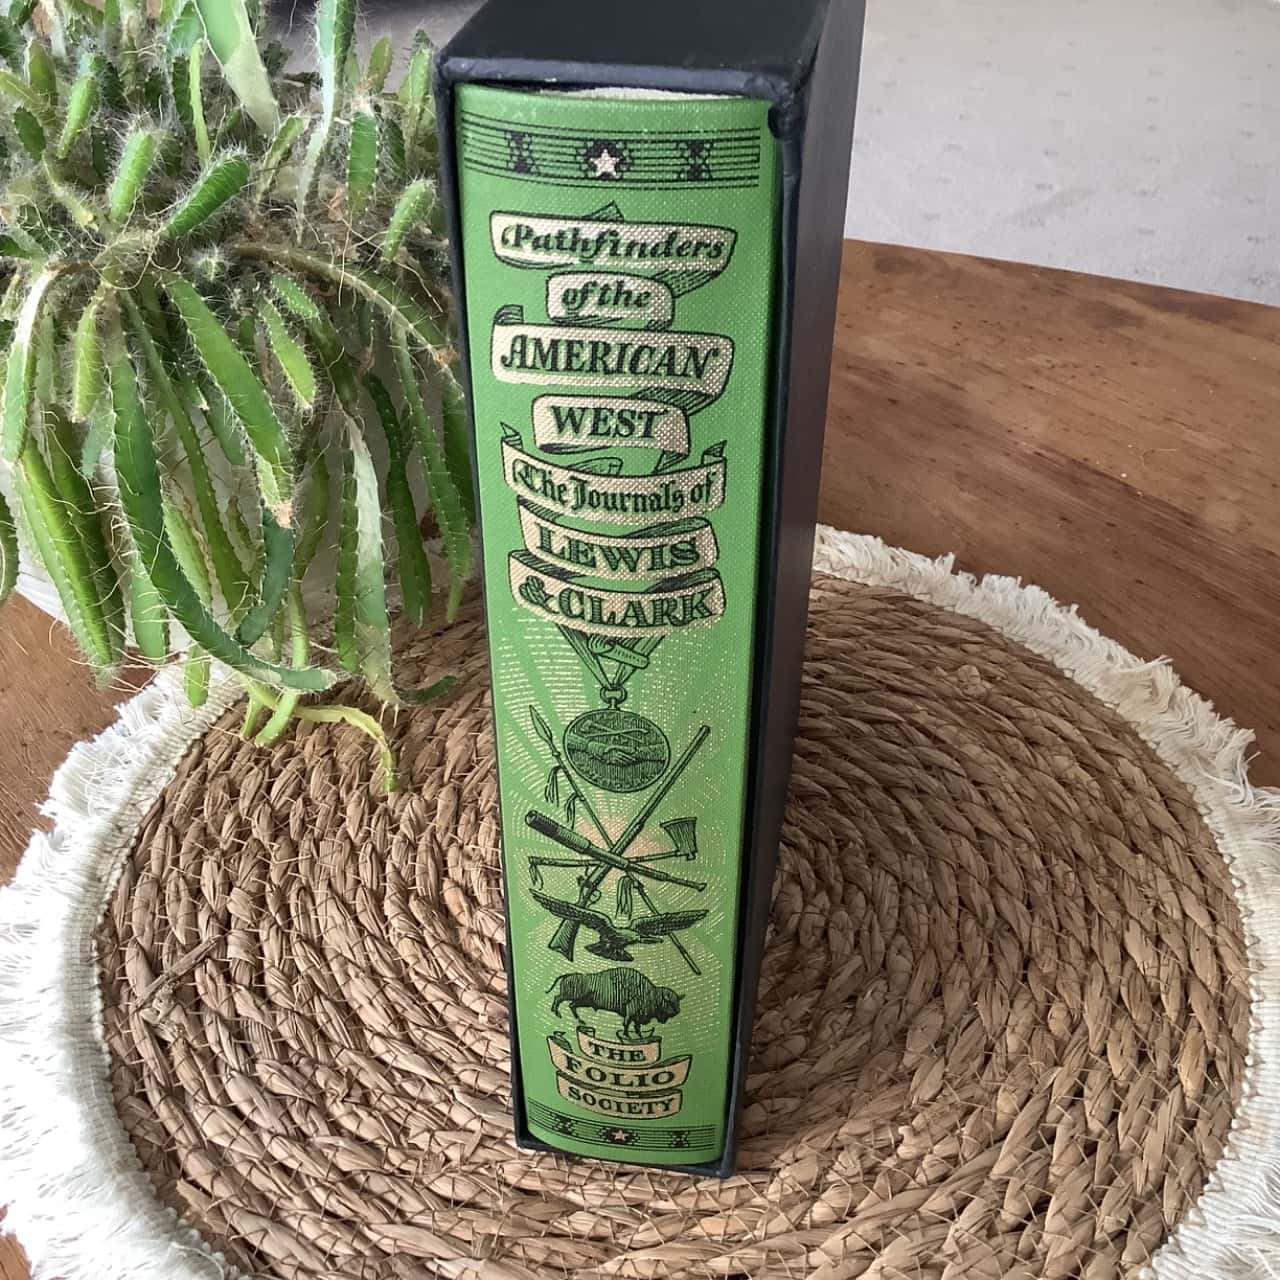 Pathfinders
of the
AMERICAN
WEST
The Journals of
LEWIS
& CLARK
THE
FOLIO
SOCIETY